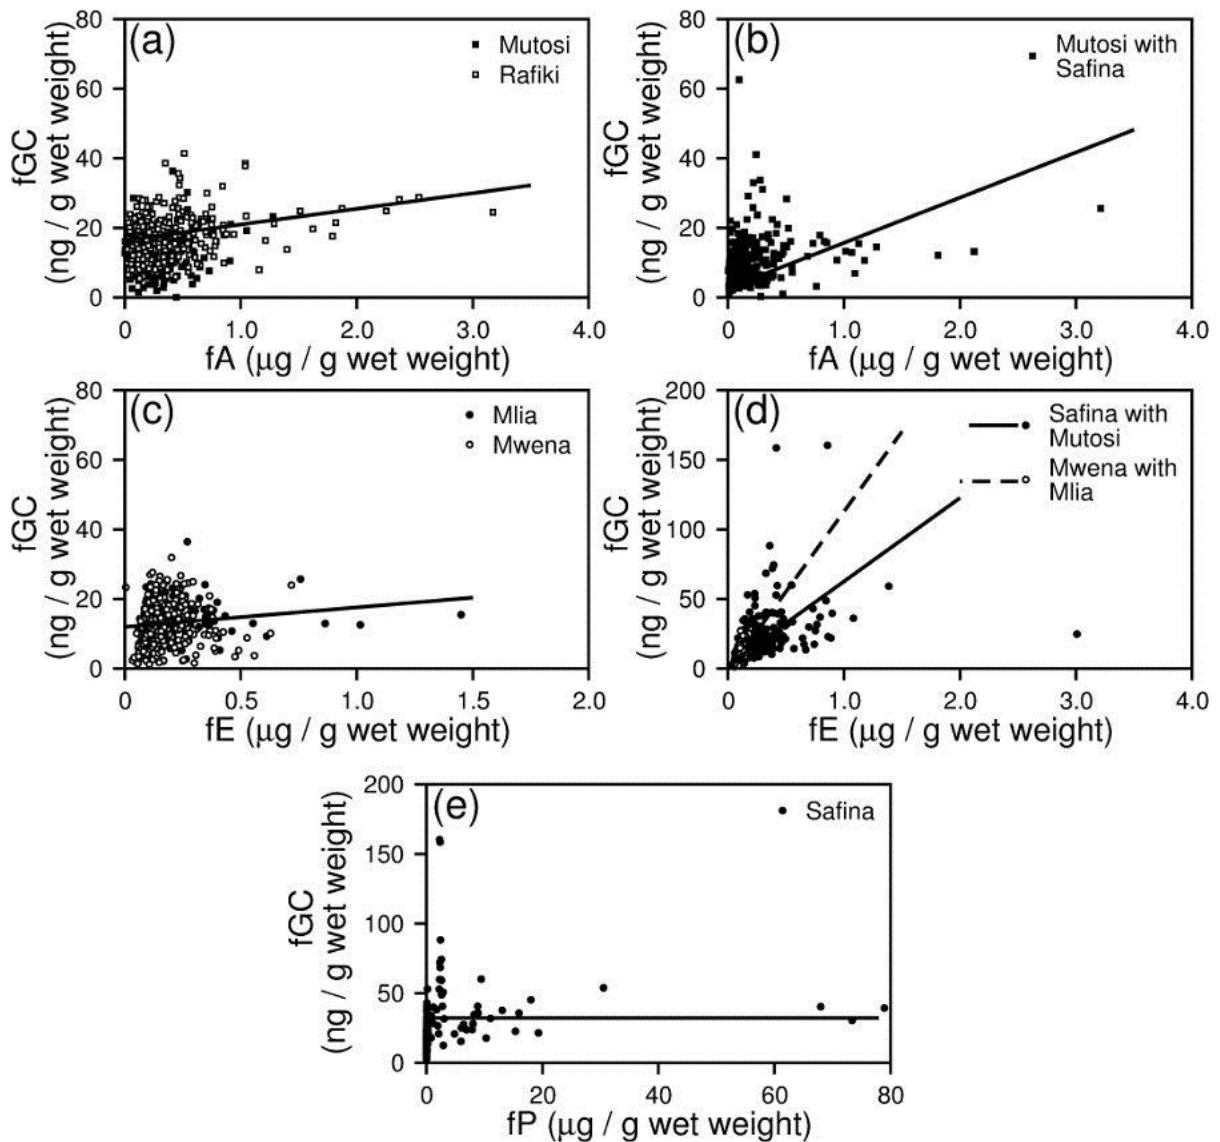 (a)
Mutosi
Rafiki
80
60
40
20
0
fGC
(ng / g wet weight)
0
1.0
2.0
3.0
4.0
fA (μg / g wet weight)
(b)
Mutosi with
Safina
80
60
40
20
0
fGC
(ng / g wet weight)
0
1.0
2.0
3.0
4.0
fA (μg / g wet weight)
(c)
Mlia
Mwena
80
60
40
20
0
fGC
(ng / g wet weight)
0
0.5
1.0
1.5
2.0
fE (μg / g wet weight)
(d)
Safina with
Mutosi
Mwena with
Mlia
200
150
100
50
0
fGC
(ng / g wet weight)
0
1.0
2.0
3.0
4.0
fE (μg / g wet weight)
(e)
Safina
200
150
100
50
0
fGC
(ng / g wet weight)
0
20
40
60
80
fP (μg / g wet weight)